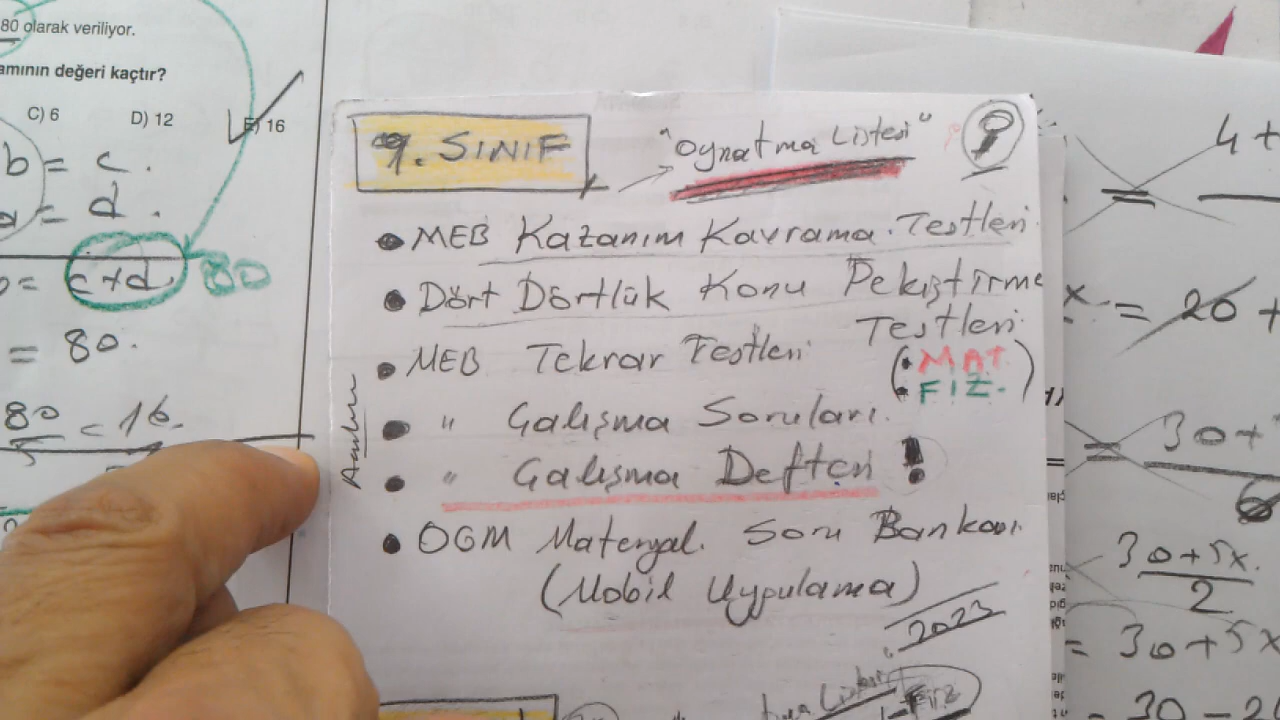 80 olarak veriliyor.
amının değeri kaçtır?
C) 6
D) 12
E) 16
b = c.
= d.
= c+d 80
= 80.
80 = 16.
9. SINIF
"Oynatma Listesi"
9
• MEB Kazanım Kavrama Testleri
• Dört Dörtlük Konu Pekiştirme
Testleri
• MEB Tekrar Testleri
(• MAT
• FİZ.)
• " Çalışma Soruları.
• " Çalışma Defteri !
• OGM Materyal. Soru Bankası.
(Mobil Uygulama)
2023
Fiz
4 +
x = 20 +
= 30 +
6
30 + 5x.
2
= 30 + 5x